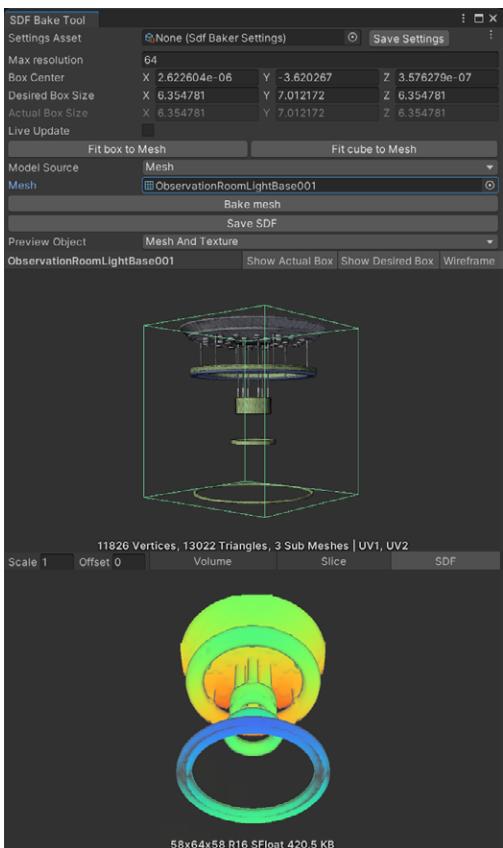 SDF Bake Tool
Settings Asset None (Sdf Baker Settings) Save Settings
Max resolution 64
Box Center X 2.622604e-06 Y -3.620267 Z 3.576279e-07
Desired Box Size X 6.354781 Y 7.012172 Z 6.354781
Actual Box Size X 6.354781 Y 7.012172 Z 6.354781
Live Update
Fit box to Mesh Fit cube to Mesh
Model Source Mesh
Mesh ObservationRoomLightBase001
Bake mesh
Save SDF
Preview Object Mesh And Texture
ObservationRoomLightBase001 Show Actual Box Show Desired Box Wireframe
11826 Vertices, 13022 Triangles, 3 Sub Meshes | UV1, UV2
Scale 1 Offset 0 Volume Slice SDF
58x64x58 R16 SFloat 420.5 KB